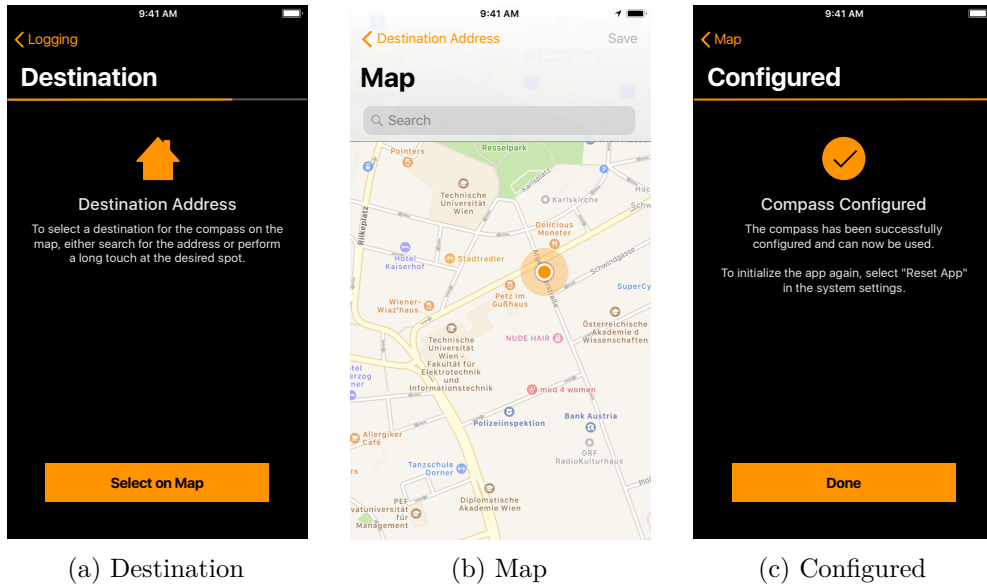 9:41 AM
Logging
Destination
Destination Address
To select a destination for the compass on the
map, either search for the address or perform
a long touch at the desired spot.
Select on Map
(a) Destination
9:41 AM
Destination Address
Save
Map
Search
Resselpark
Pointers
Karlsplatz
Technische
Universität
Wien
Karlskirche
Rilkeplatz
Delicious
Monster
Hotel
Kaiserhof
Stadtradler
Schwindgasse
SuperCy
Petz Im
Gußhaus
Wiener-
Wiaz'haus.
Österreichische
Akademie d
Wissenschaften
Technische
Universität
Wien -
Fakultät für
Elektrotechnik
und
Informationstechnik
NUDE HAIR
med 4 women
Polizeiinspektion
Bank Austria
Allergiker
Café
ORF
RadioKulturhaus
Tanzschule
Dorner
PEF
vatuniversität
für
Management
Diplomatische
Akademie Wien
(b) Map
9:41 AM
Map
Configured
Compass Configured
The compass has been successfully
configured and can now be used.
To initialize the app again, select "Reset App"
in the system settings.
Done
(c) Configured